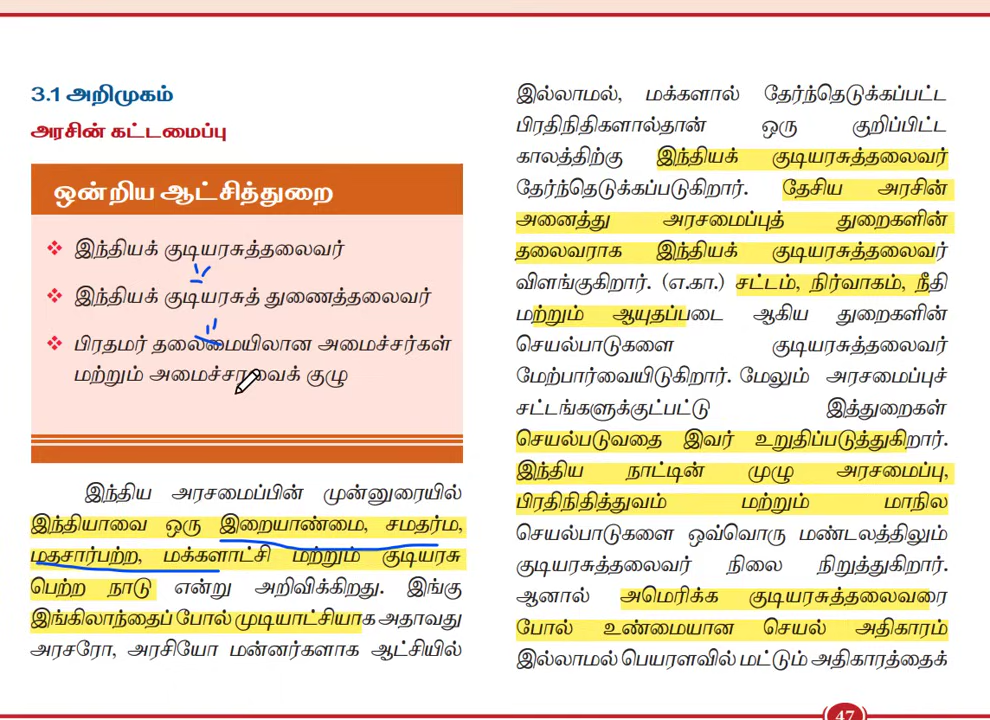 3.1 அறிமுகம்
அரசின் கட்டமைப்பு
ஒன்றிய ஆட்சித்துறை
❖ இந்தியக் குடியரசுத்தலைவர்
❖ இந்தியக் குடியரசுத் துணைத்தலைவர்
❖ பிரதமர் தலைமையிலான அமைச்சர்கள்
மற்றும் அமைச்சரவைக் குழு
இந்திய அரசமைப்பின் முன்னுரையில்
இந்தியாவை ஒரு இறையாண்மை, சமதர்ம,
மதசார்பற்ற, மக்களாட்சி மற்றும் குடியரசு
பெற்ற நாடு என்று அறிவிக்கிறது. இங்கு
இங்கிலாந்தைப் போல் முடியாட்சியாக அதாவது
அரசரோ, அரசியோ மன்னர்களாக ஆட்சியில்
இல்லாமல், மக்களால் தேர்ந்தெடுக்கப்பட்ட
பிரதிநிதிகளால்தான் ஒரு குறிப்பிட்ட
காலத்திற்கு இந்தியக் குடியரசுத்தலைவர்
தேர்ந்தெடுக்கப்படுகிறார். தேசிய அரசின்
அனைத்து அரசமைப்புத் துறைகளின்
தலைவராக இந்தியக் குடியரசுத்தலைவர்
விளங்குகிறார். (எ.கா.) சட்டம், நிர்வாகம், நீதி
மற்றும் ஆயுதப்படை ஆகிய துறைகளின்
செயல்பாடுகளை குடியரசுத்தலைவர்
மேற்பார்வையிடுகிறார். மேலும் அரசமைப்புச்
சட்டங்களுக்குட்பட்டு இத்துறைகள்
செயல்படுவதை இவர் உறுதிப்படுத்துகிறார்.
இந்திய நாட்டின் முழு அரசமைப்பு,
பிரதிநிதித்துவம் மற்றும் மாநில
செயல்பாடுகளை ஒவ்வொரு மண்டலத்திலும்
குடியரசுத்தலைவர் நிலை நிறுத்துகிறார்.
ஆனால் அமெரிக்க குடியரசுத்தலைவரை
போல் உண்மையான செயல் அதிகாரம்
இல்லாமல் பெயரளவில் மட்டும் அதிகாரத்தைக்
47